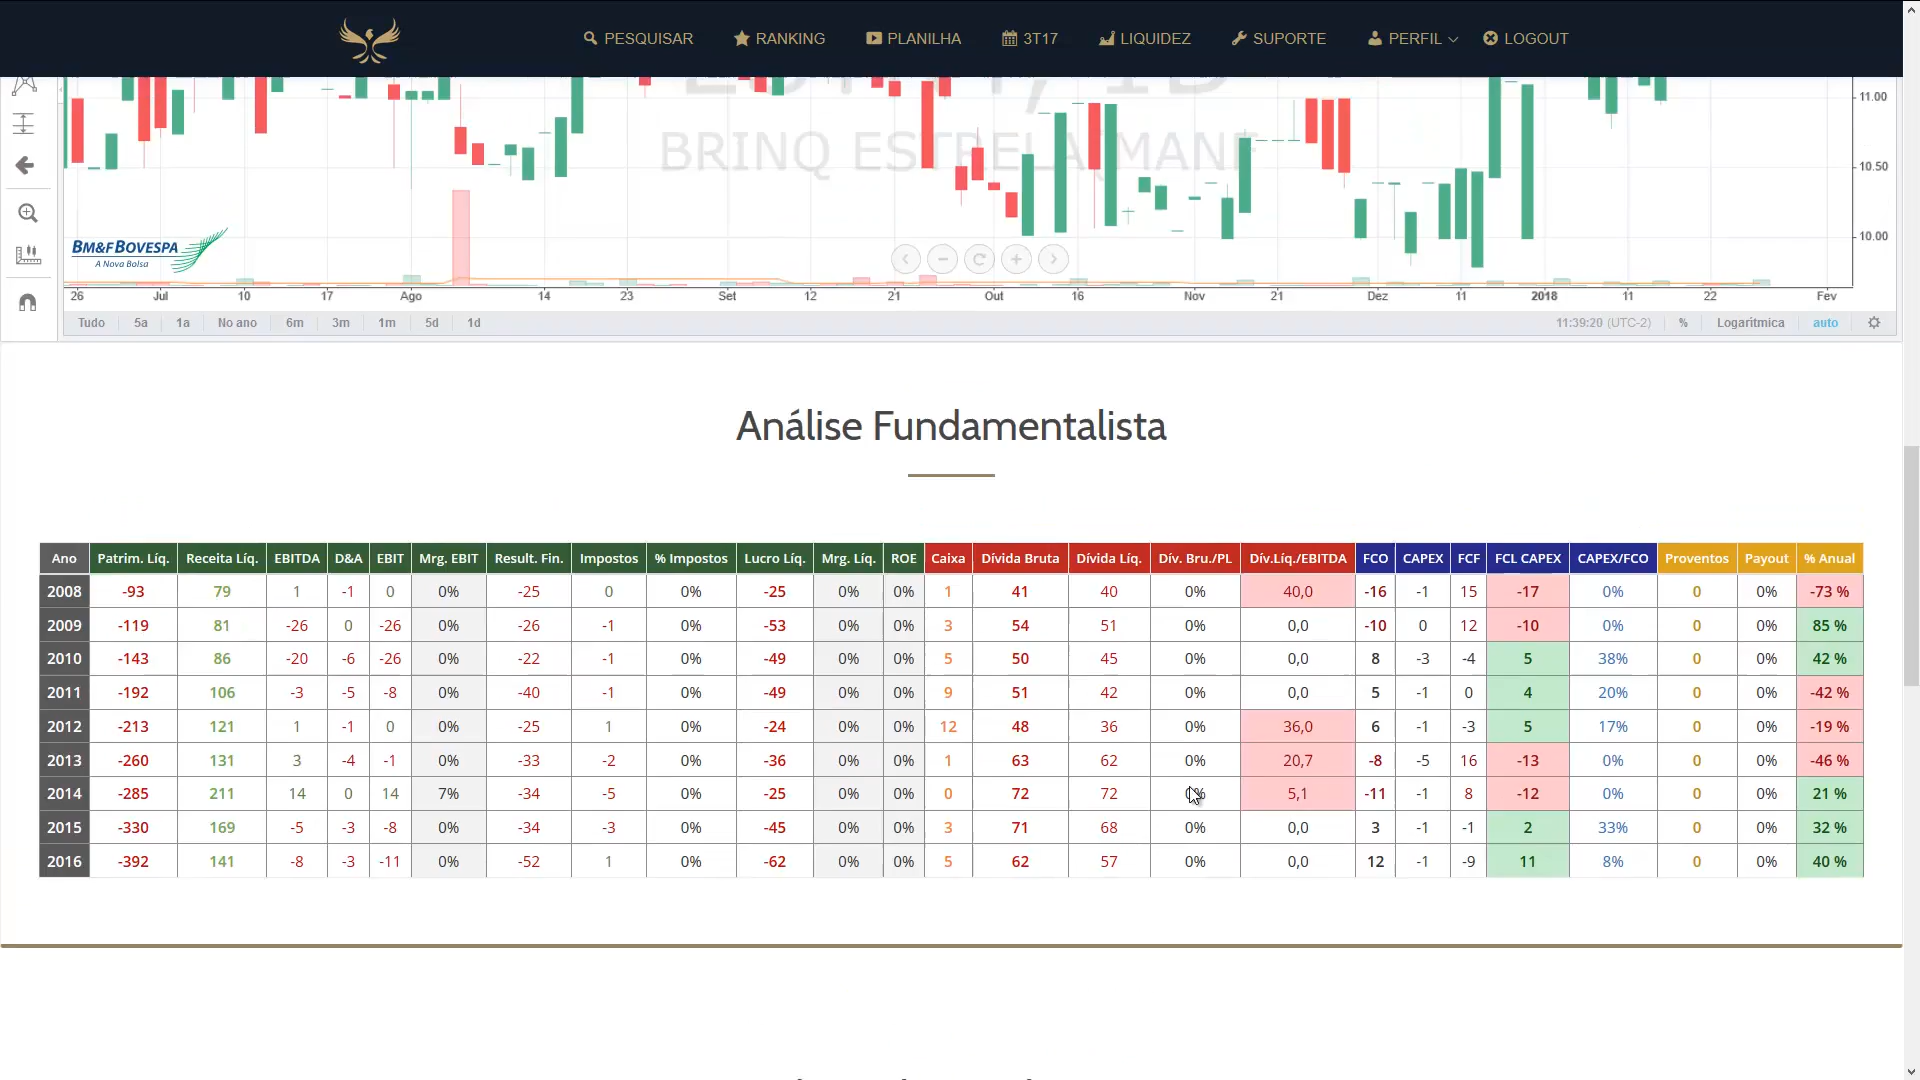 PESQUISAR RANKING PLANILHA 3T17 LIQUIDEZ SUPORTE PERFIL LOGOUT
BRINQ ESTRELA(MANF
11.00
10.50
10.00
BM&FBOVESPA
A Nova Bolsa
26 Jul 10 17 Ago 14 23 Set 12 21 Out 16 Nov 21 Dez 11 2018 11 22 Fev
Tudo 5a 1a No ano 6m 3m 1m 5d 1d 11:39:20 (UTC-2) % Logarítmica auto
Análise Fundamentalista
Ano Patrim. Líq. Receita Líq. EBITDA D&A EBIT Mrg. EBIT Result. Fin. Impostos % Impostos Lucro Líq. Mrg. Líq. ROE Caixa Dívida Bruta Dívida Líq. Dív. Bru./PL Dív.Líq./EBITDA FCO CAPEX FCF FCL CAPEX CAPEX/FCO Proventos Payout % Anual
2008 -93 79 1 -1 0 0% -25 0 0% -25 0% 0% 1 41 40 0% 40,0 -16 -1 15 -17 0% 0 0% -73 %
2009 -119 81 -26 0 -26 0% -26 -1 0% -53 0% 0% 3 54 51 0% 0,0 -10 0 12 -10 0% 0 0% 85 %
2010 -143 86 -20 -6 -26 0% -22 -1 0% -49 0% 0% 5 50 45 0% 0,0 8 -3 -4 5 38% 0 0% 42 %
2011 -192 106 -3 -5 -8 0% -40 -1 0% -49 0% 0% 9 51 42 0% 0,0 5 -1 0 4 20% 0 0% -42 %
2012 -213 121 1 -1 0 0% -25 1 0% -24 0% 0% 12 48 36 0% 36,0 6 -1 -3 5 17% 0 0% -19 %
2013 -260 131 3 -4 -1 0% -33 -2 0% -36 0% 0% 1 63 62 0% 20,7 -8 -5 16 -13 0% 0 0% -46 %
2014 -285 211 14 0 14 7% -34 -5 0% -25 0% 0% 0 72 72 0% 5,1 -11 -1 8 -12 0% 0 0% 21 %
2015 -330 169 -5 -3 -8 0% -34 -3 0% -45 0% 0% 3 71 68 0% 0,0 3 -1 -1 2 33% 0 0% 32 %
2016 -392 141 -8 -3 -11 0% -52 1 0% -62 0% 0% 5 62 57 0% 0,0 12 -1 -9 11 8% 0 0% 40 %